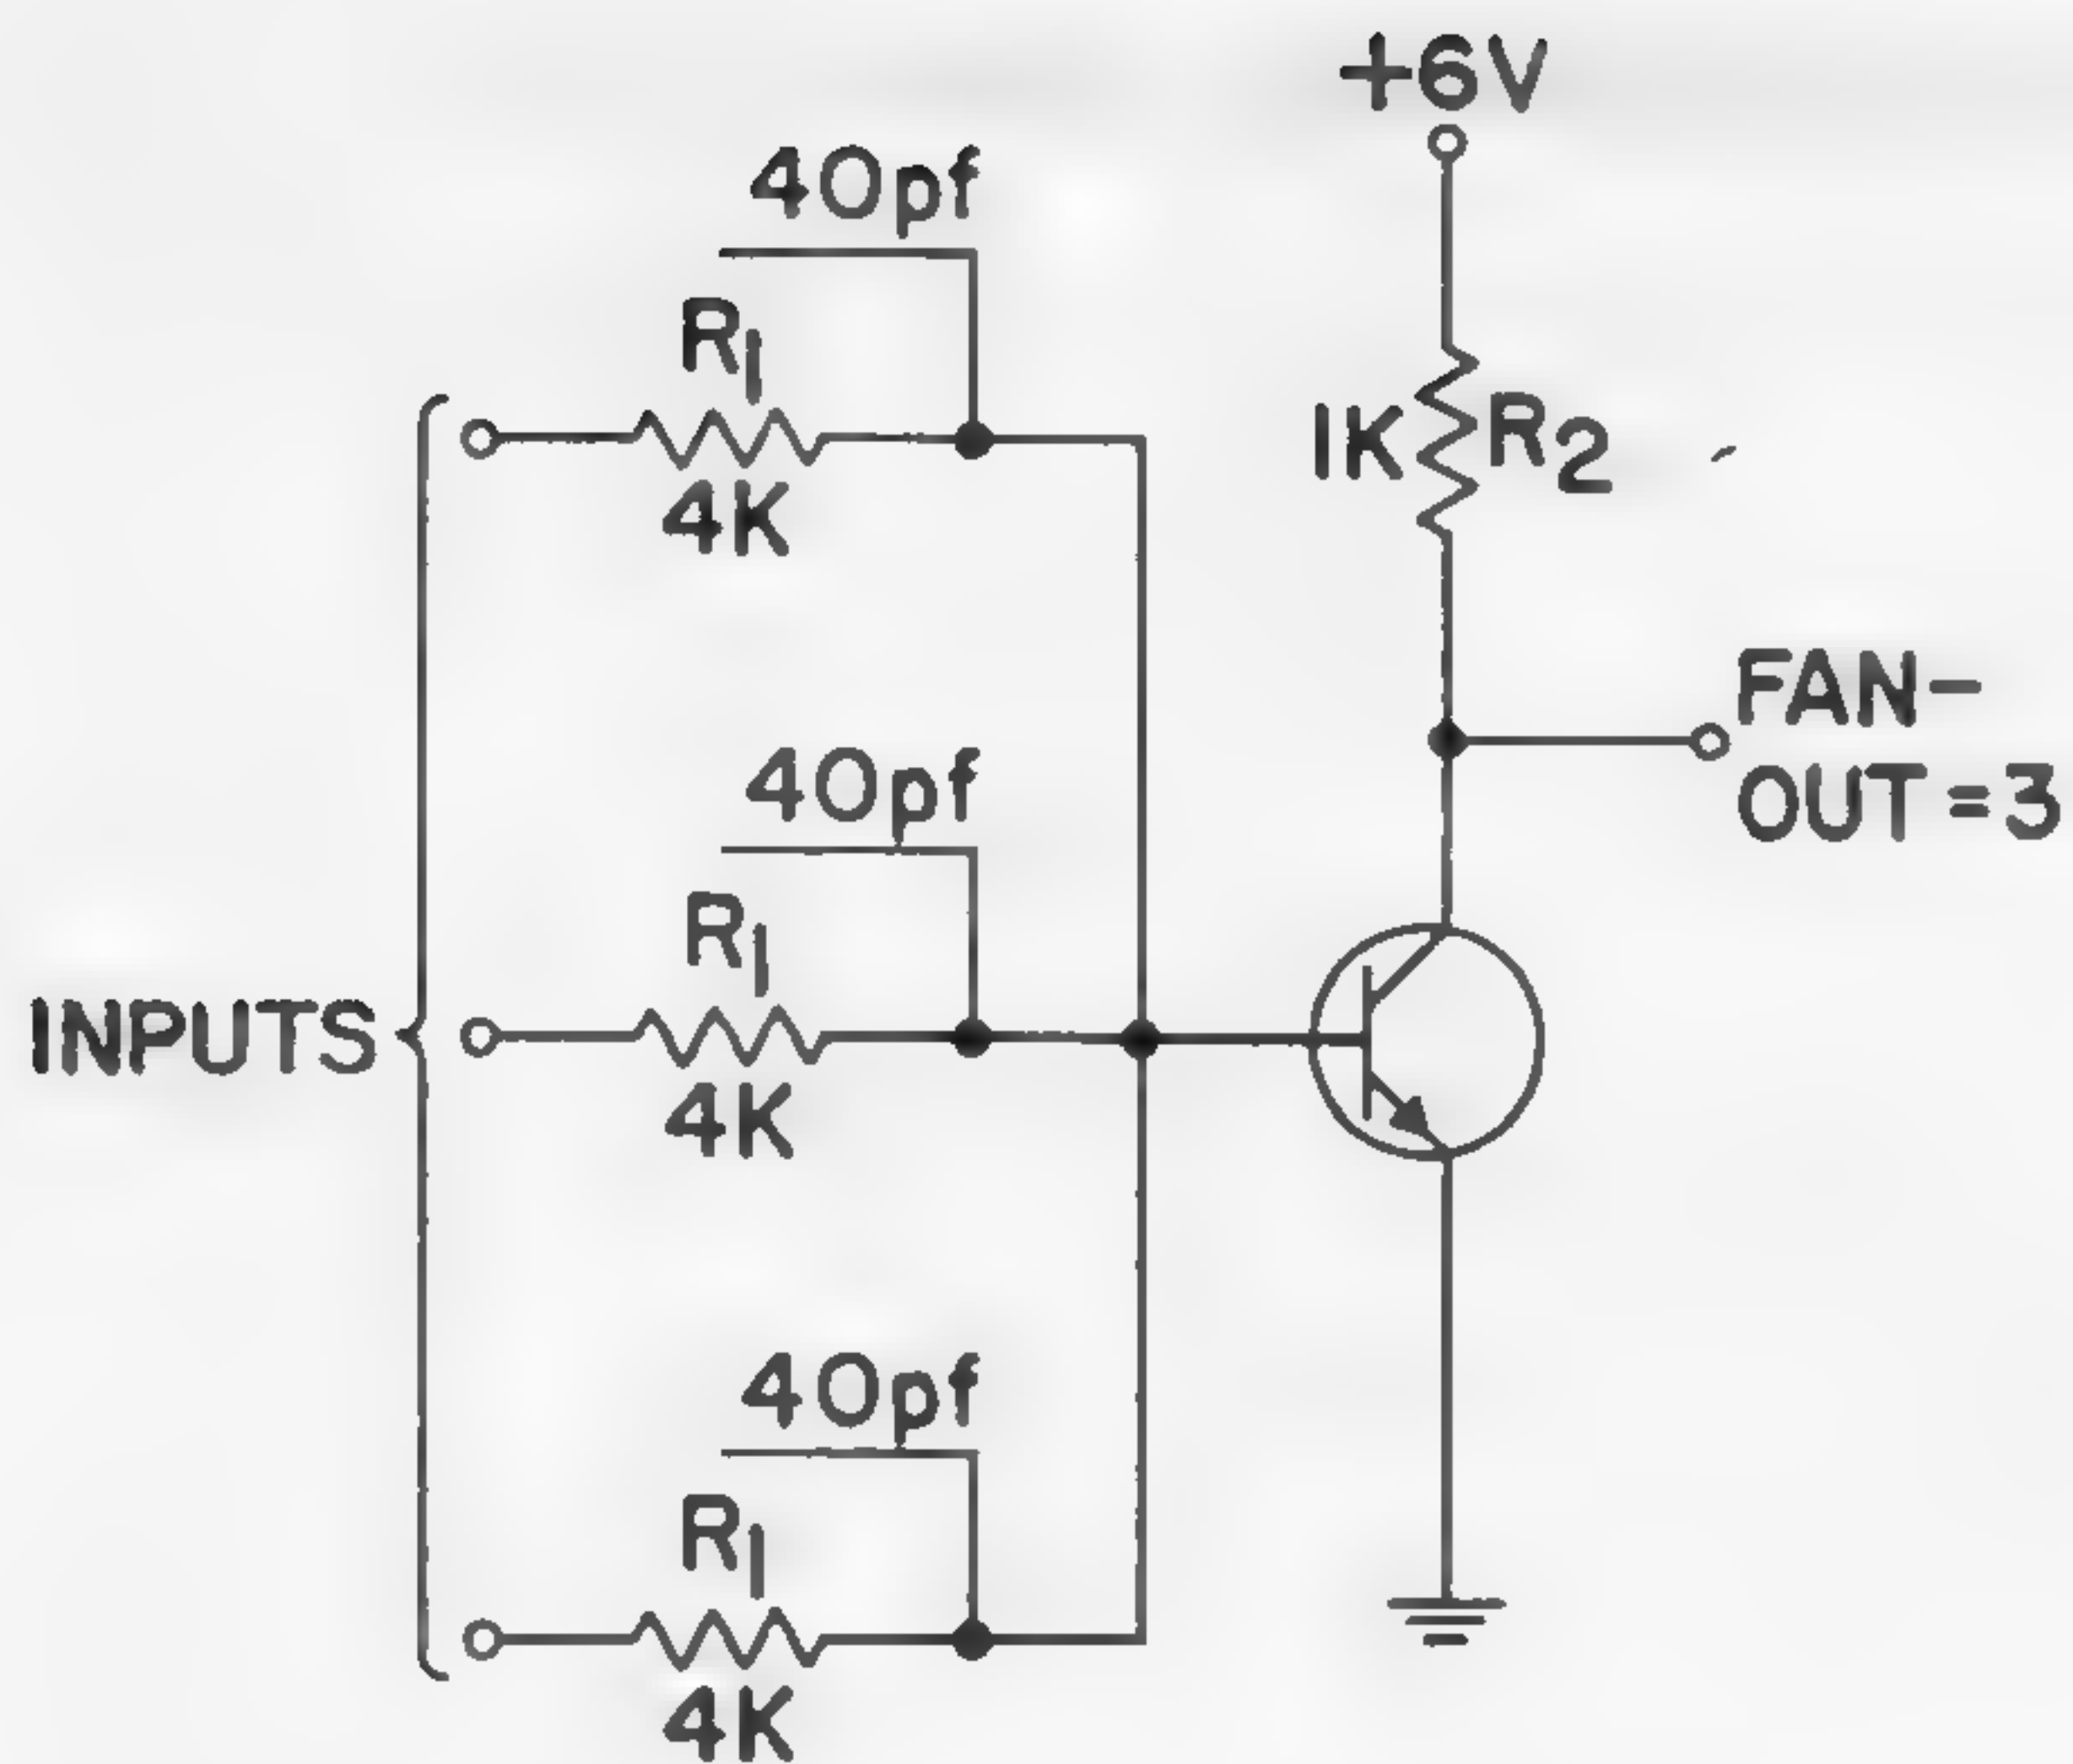 +6V
40pf
R1
4K
1K
R2
FAN-
OUT=3
40pf
R1
INPUTS
4K
40pf
R1
4K